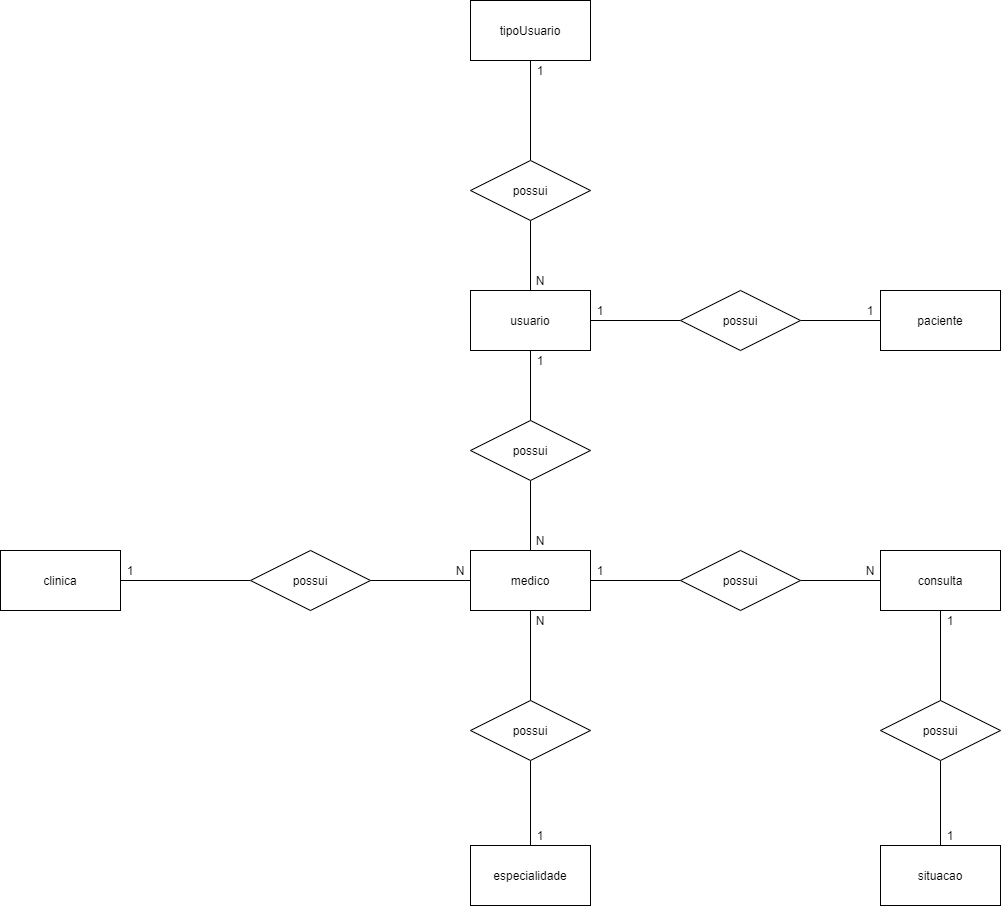 tipoUsuario
1
possui
N
usuario
1
possui
1
paciente
1
possui
N
clinica
1
possui
N
medico
1
possui
N
consulta
N
1
possui
possui
1
1
especialidade
situacao